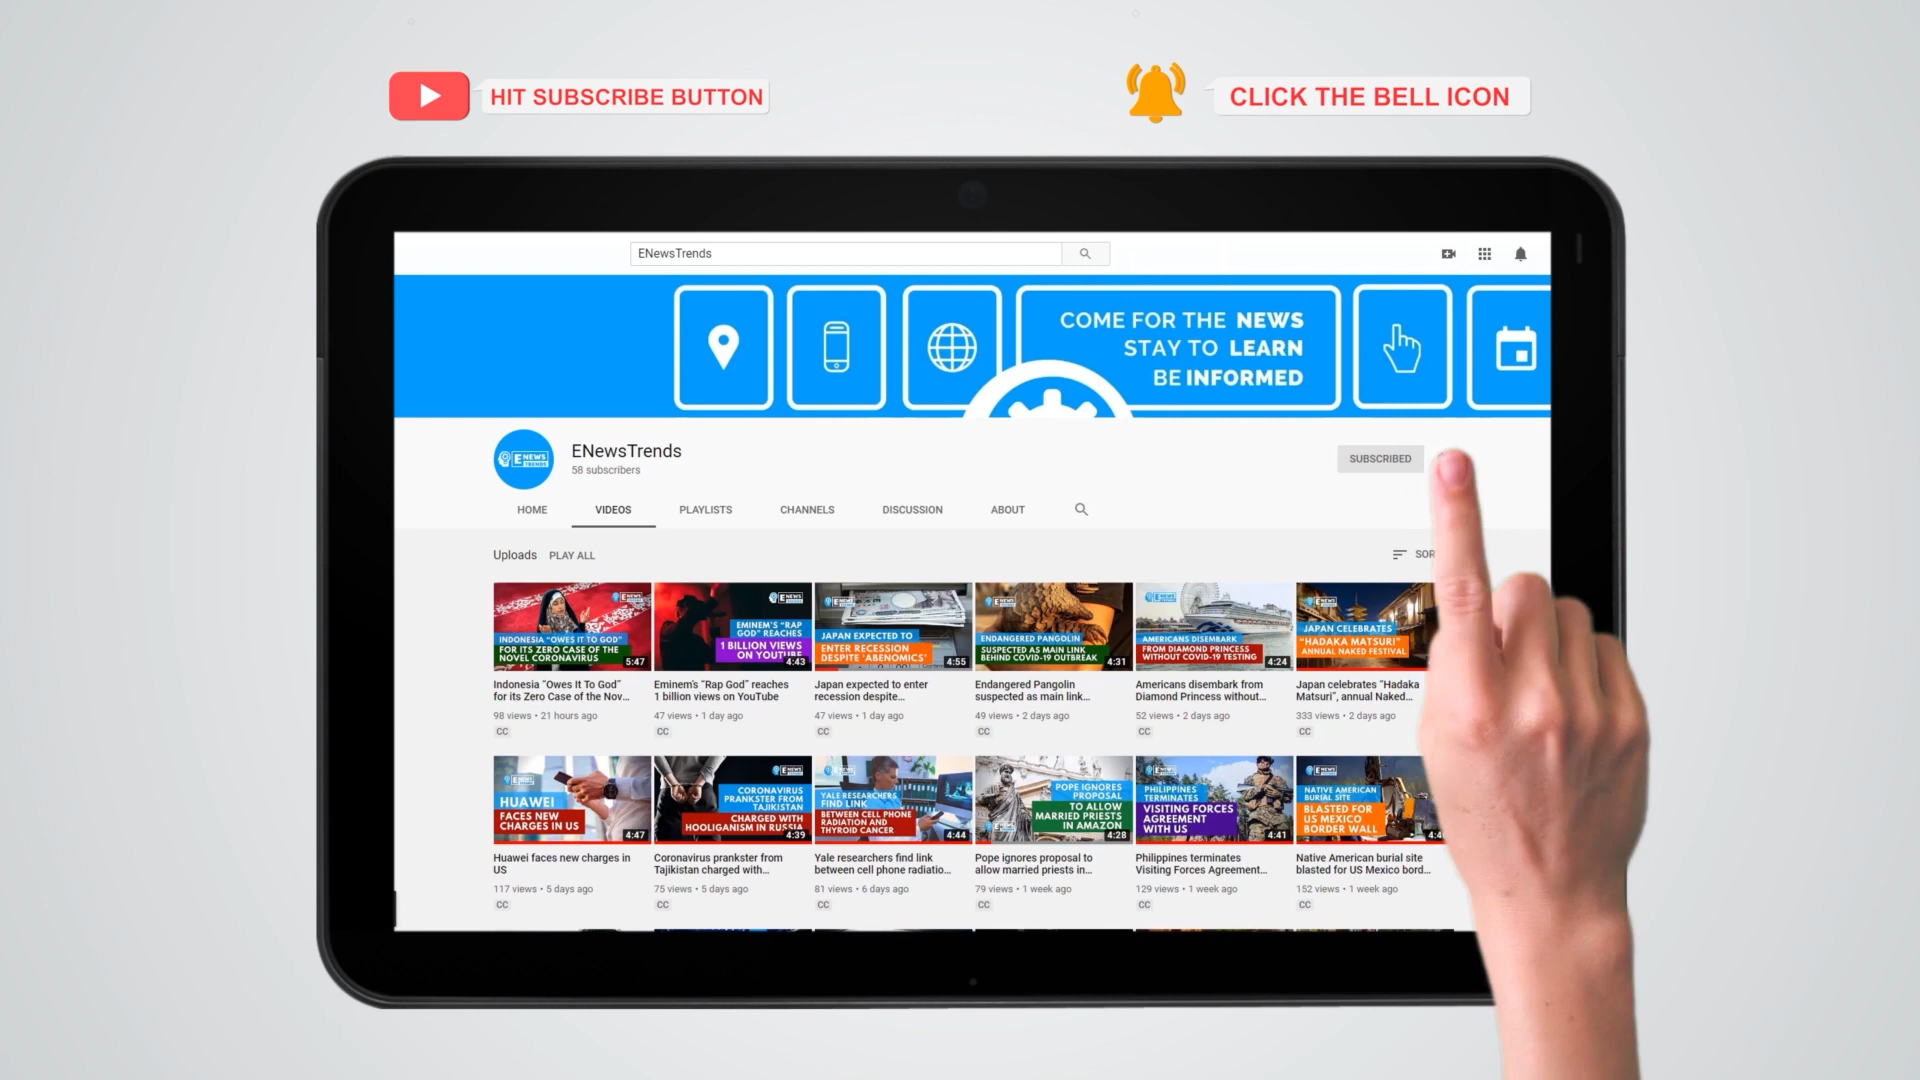 HIT SUBSCRIBE BUTTON
CLICK THE BELL ICON
ENewsTrends
COME FOR THE NEWS
STAY TO LEARN
BE INFORMED
E NEWS
TRENDS
ENewsTrends
58 subscribers
SUBSCRIBED
HOME VIDEOS PLAYLISTS CHANNELS DISCUSSION ABOUT
Uploads PLAY ALL
SOR
INDONESIA "OWES IT TO GOD"
FOR ITS ZERO CASE OF THE
NOVEL CORONAVIRUS
5:47
EMINEM'S "RAP
GOD" REACHES
1 BILLION VIEWS
ON YOUTUBE
4:43
JAPAN EXPECTED TO
ENTER RECESSION
DESPITE 'ABENOMICS'
4:55
ENDANGERED PANGOLIN
SUSPECTED AS MAIN LINK
BEHIND COVID-19 OUTBREAK
4:31
AMERICANS DISEMBARK
FROM DIAMOND PRINCESS
WITHOUT COVID-19 TESTING
4:24
JAPAN CELEBRATES
"HADAKA MATSURI"
ANNUAL NAKED FESTIVAL
Indonesia "Owes It To God"
for its Zero Case of the Nov...
98 views • 21 hours ago
CC
Eminem's "Rap God" reaches
1 billion views on YouTube
47 views • 1 day ago
CC
Japan expected to enter
recession despite...
47 views • 1 day ago
CC
Endangered Pangolin
suspected as main link...
49 views • 2 days ago
CC
Americans disembark from
Diamond Princess without...
52 views • 2 days ago
CC
Japan celebrates "Hadaka
Matsuri", annual Naked...
333 views • 2 days ago
CC
HUAWEI
FACES NEW
CHARGES IN US
4:47
CORONAVIRUS
PRANKSTER FROM
TAJIKISTAN
CHARGED WITH
HOOLIGANISM IN RUSSIA
4:39
YALE RESEARCHERS
FIND LINK
BETWEEN CELL PHONE
RADIATION AND
THYROID CANCER
4:44
POPE IGNORES
PROPOSAL
TO ALLOW
MARRIED PRIESTS
IN AMAZON
4:28
PHILIPPINES
TERMINATES
VISITING FORCES
AGREEMENT
WITH US
4:41
NATIVE AMERICAN
BURIAL SITE
BLASTED FOR
US MEXICO
BORDER WALL
Huawei faces new charges in
US
117 views • 5 days ago
CC
Coronavirus prankster from
Tajikistan charged with...
75 views • 5 days ago
CC
Yale researchers find link
between cell phone radiatio...
81 views • 6 days ago
CC
Pope ignores proposal to
allow married priests in...
79 views • 1 week ago
CC
Philippines terminates
Visiting Forces Agreement...
129 views • 1 week ago
CC
Native American burial site
blasted for US Mexico bord...
152 views • 1 week ago
CC